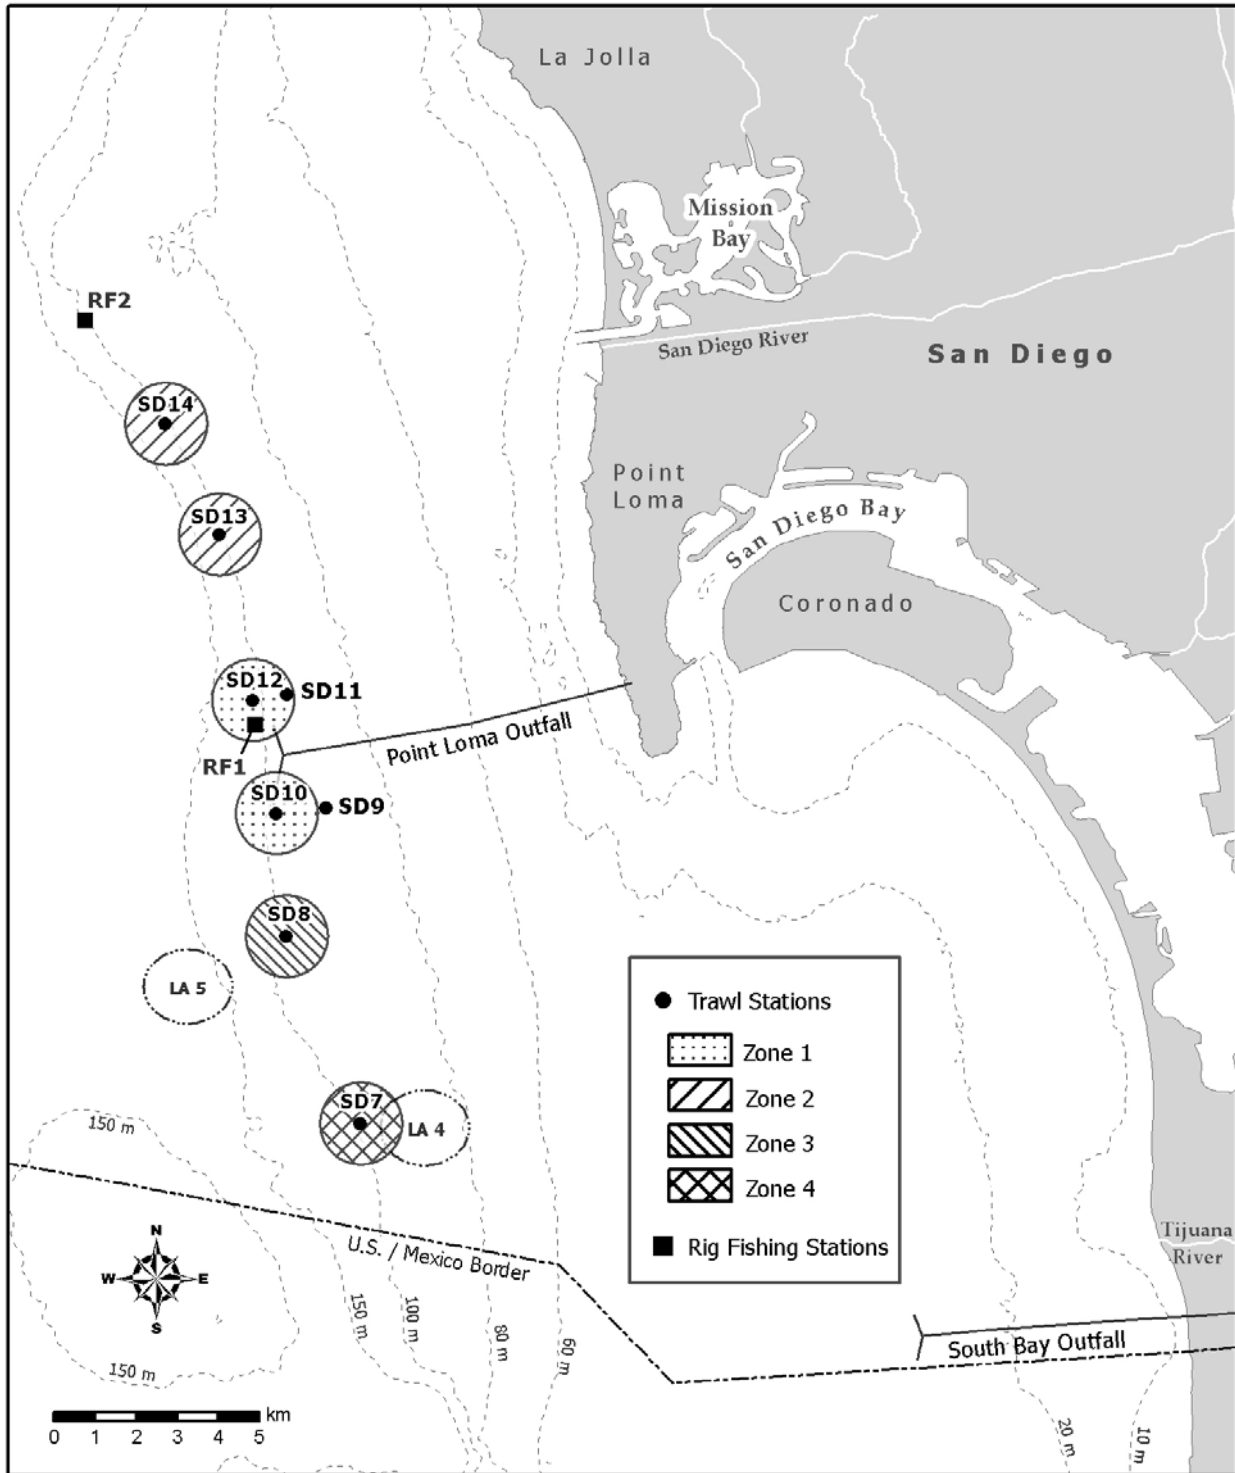 La Jolla
Mission
Bay
RF2
San Diego River
San Diego
SD14
Point
Loma
SD13
San Diego Bay
Coronado
SD12
SD11
Point Loma Outfall
RF1
SD10
SD9
SD8
LA 5
Trawl Stations
Zone 1
Zone 2
Zone 3
Zone 4
Rig Fishing Stations
SD7
LA 4
150 m
N
W
E
S
U.S. / Mexico Border
Tijuana
River
150 m
100 m
80 m
60 m
South Bay Outfall
150 m
20 m
10 m
km
0 1 2 3 4 5